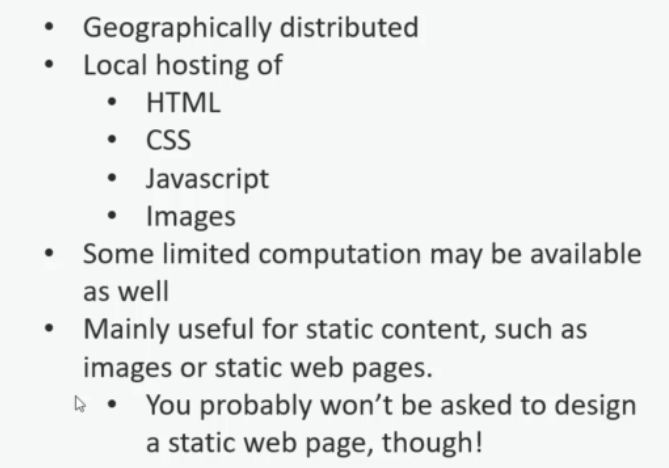 • Geographically distributed
• Local hosting of
• HTML
• CSS
• Javascript
• Images
• Some limited computation may be available
as well
• Mainly useful for static content, such as
images or static web pages.
• You probably won’t be asked to design
a static web page, though!